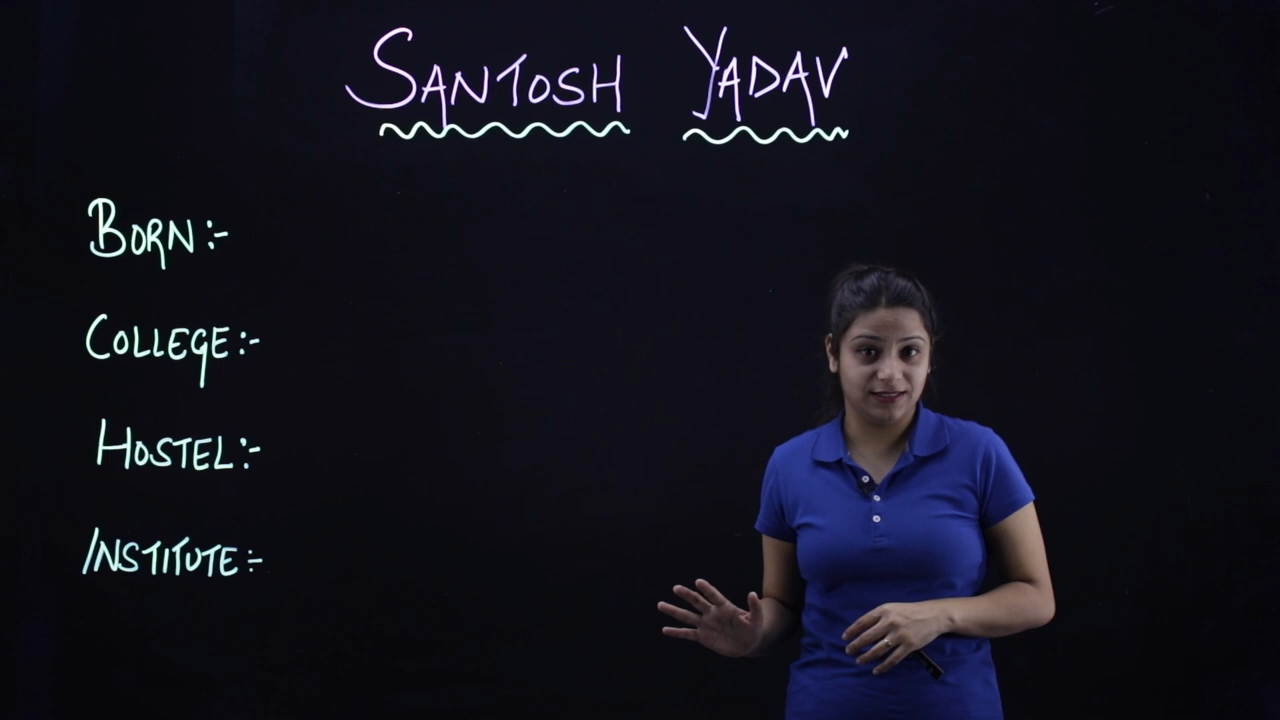 SANTOSH YADAV
BORN:-
COLLEGE:-
HOSTEL:-
INSTITUTE:-